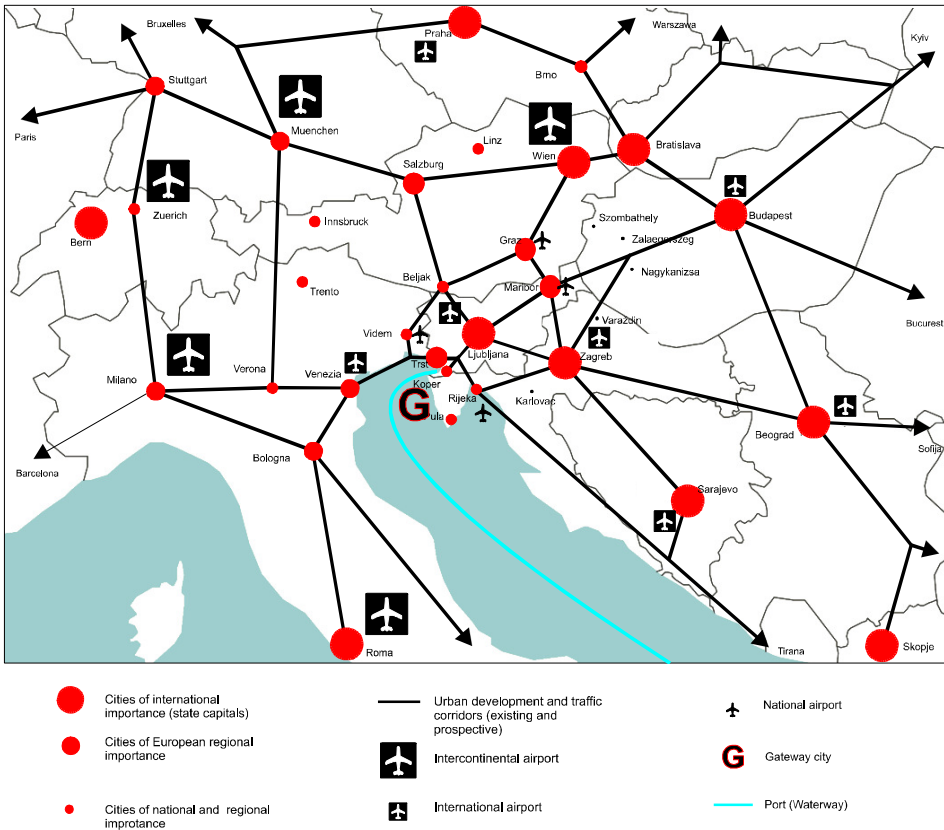 Bruxelles
Praha
Warszawa
Kyiv
Stuttgart
Brno
Paris
Muenchen
Linz
Wien
Bratislava
Salzburg
Zuerich
Bern
Innsbruck
Szombathely
Budapest
Graz
Zalaegerszeg
Beljak
Nagykanizsa
Trento
Maribor
Bucurest
Videm
Varazdin
Ljubljana
Zagreb
Trst
Verona
Venezia
Milano
Koper
Rijeka
Karlovac
G
Pula
Beograd
Sofija
Bologna
Barcelona
Sarajevo
Roma
Tirana
Skopje
Cities of international
importance (state capitals)
Cities of European regional
importance
Cities of national and regional
improtance
Urban development and traffic
corridors (existing and
prospective)
Intercontinental airport
International airport
National airport
G
Gateway city
Port (Waterway)